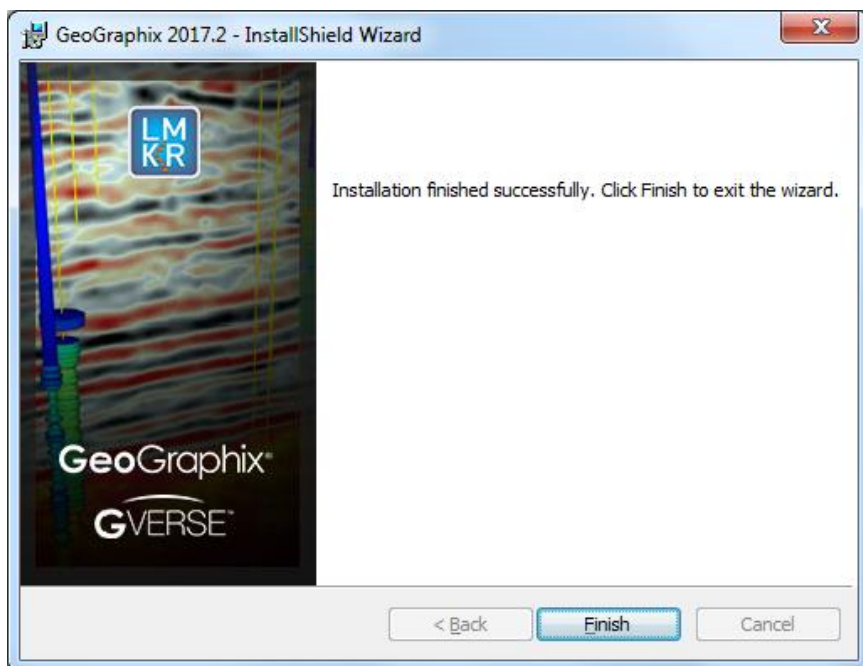 GeoGraphix 2017.2 - InstallShield Wizard
X
LM
KR
Installation finished successfully. Click Finish to exit the wizard.
GeoGraphix®
GVERSE™
< Back
Finish
Cancel